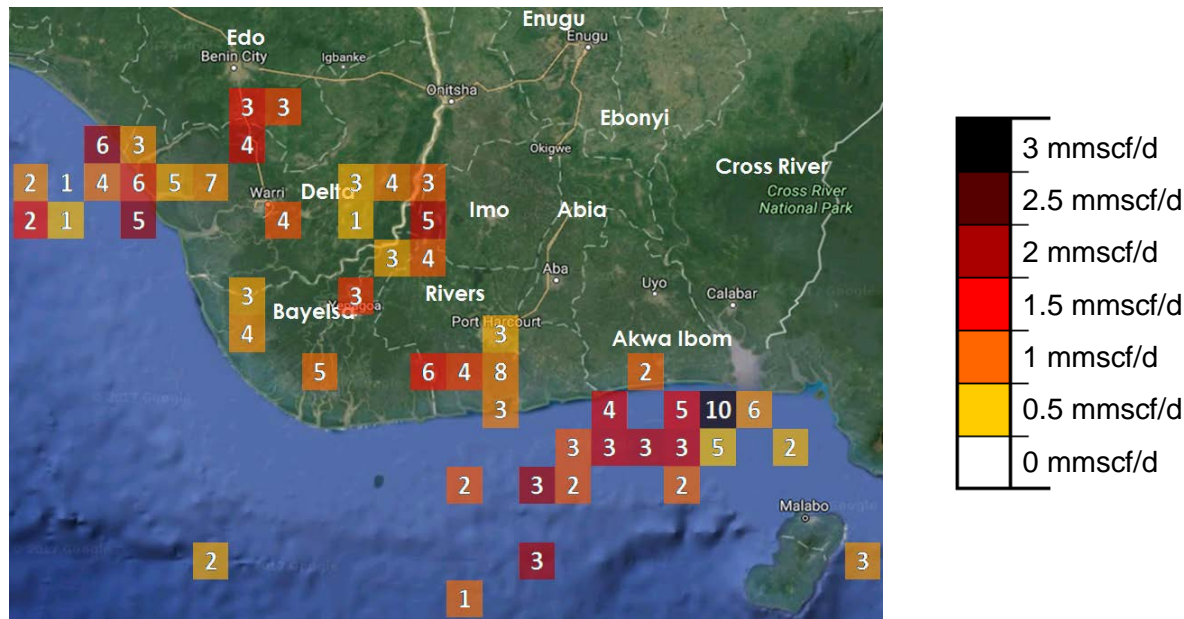 Enugu
Edo
Enugu
Benin City
Igbanke
Onitsha
3 3
Ebonyi
6 3 4
Okigwe
Cross River
2 1 4 6 5 7
Warri
Delta
3 4 3
Cross River
National Park
2 1 5 4 1 5
Imo
Abia
3 4
Aba
Uyo
Calabar
3
Bayelsa
3
Rivers
4
Port Harcourt
3
Akwa Ibom
5 6 4 8 2
© 2017 Google
3 4 5 10 6
3 3 3 3 5 2
2 3 2 2
Malabo
2 3 3
1
3 mmscf/d
2.5 mmscf/d
2 mmscf/d
1.5 mmscf/d
1 mmscf/d
0.5 mmscf/d
0 mmscf/d